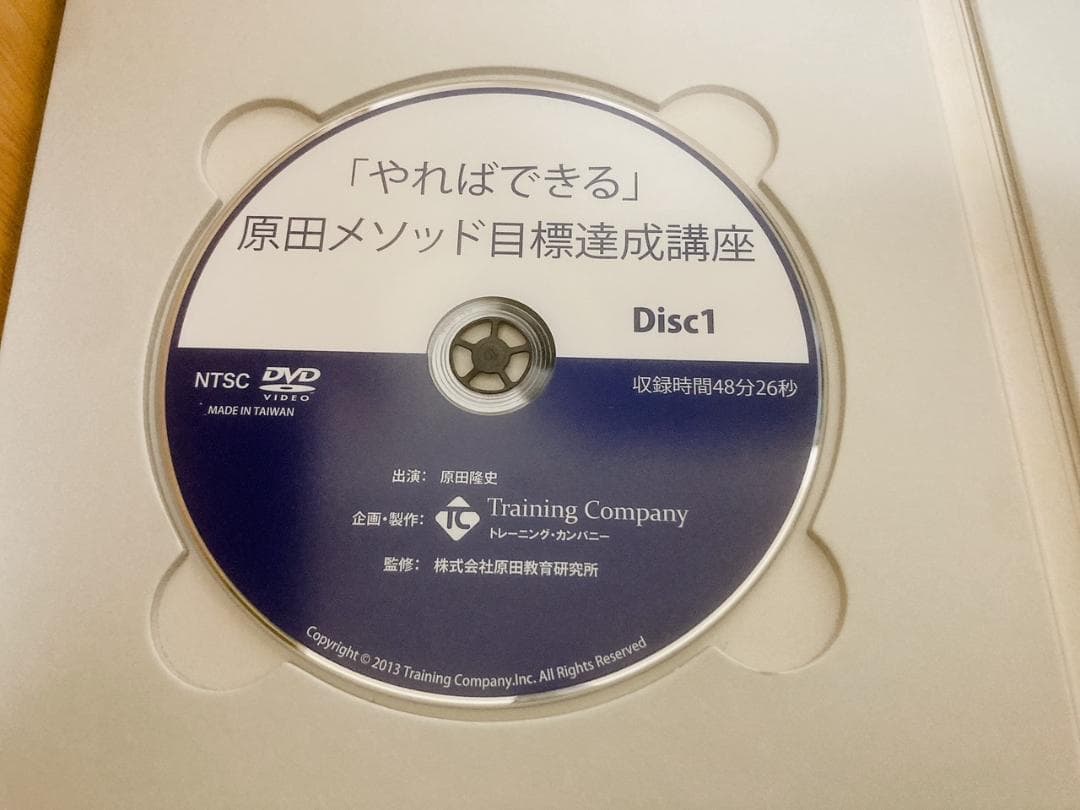 「やればできる」
原田メソッド目標達成講座
Disc1
NTSC DVD VIDEO
MADE IN TAIWAN
収録時間48分26秒
出演： 原田隆史
企画・製作： TC Training Company
トレーニング・カンパニー
監修： 株式会社原田教育研究所
Copyright © 2013 Training Company.Inc. All Rights Reserved